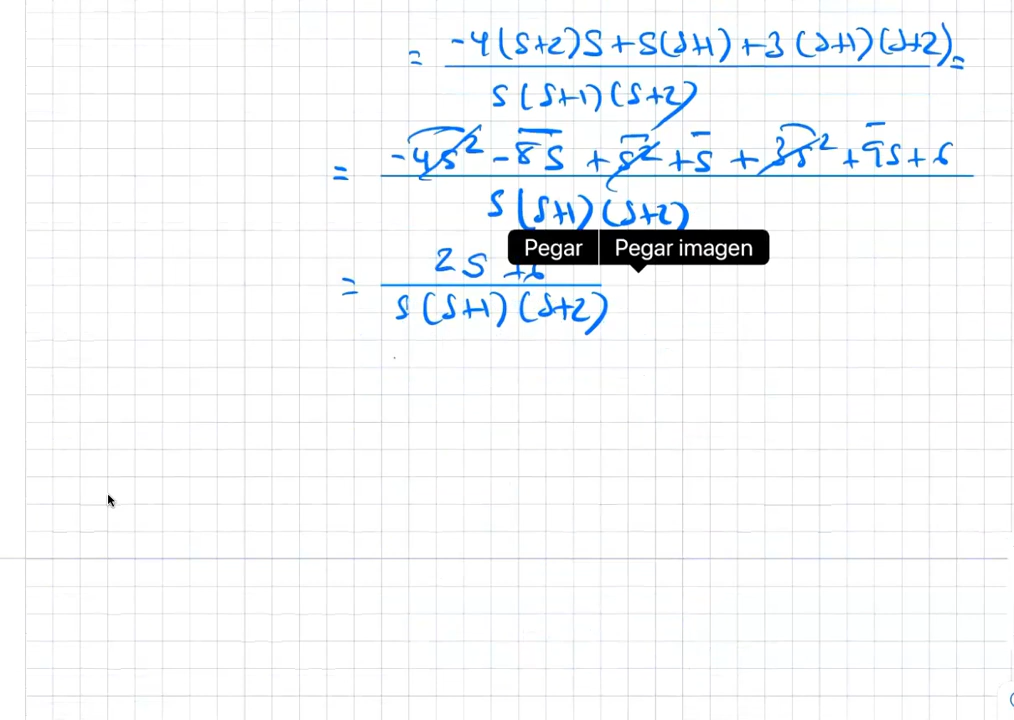 = -4(s+2)s + s(s+1) + 3(s+1)(s+2) =
s(s+1)(s+2)
= -4s² - 8s + s² + s + 3s² + 9s + 6
s(s+1)(s+2)
Pegar Pegar imagen
= 2s + 6
s(s+1)(s+2)